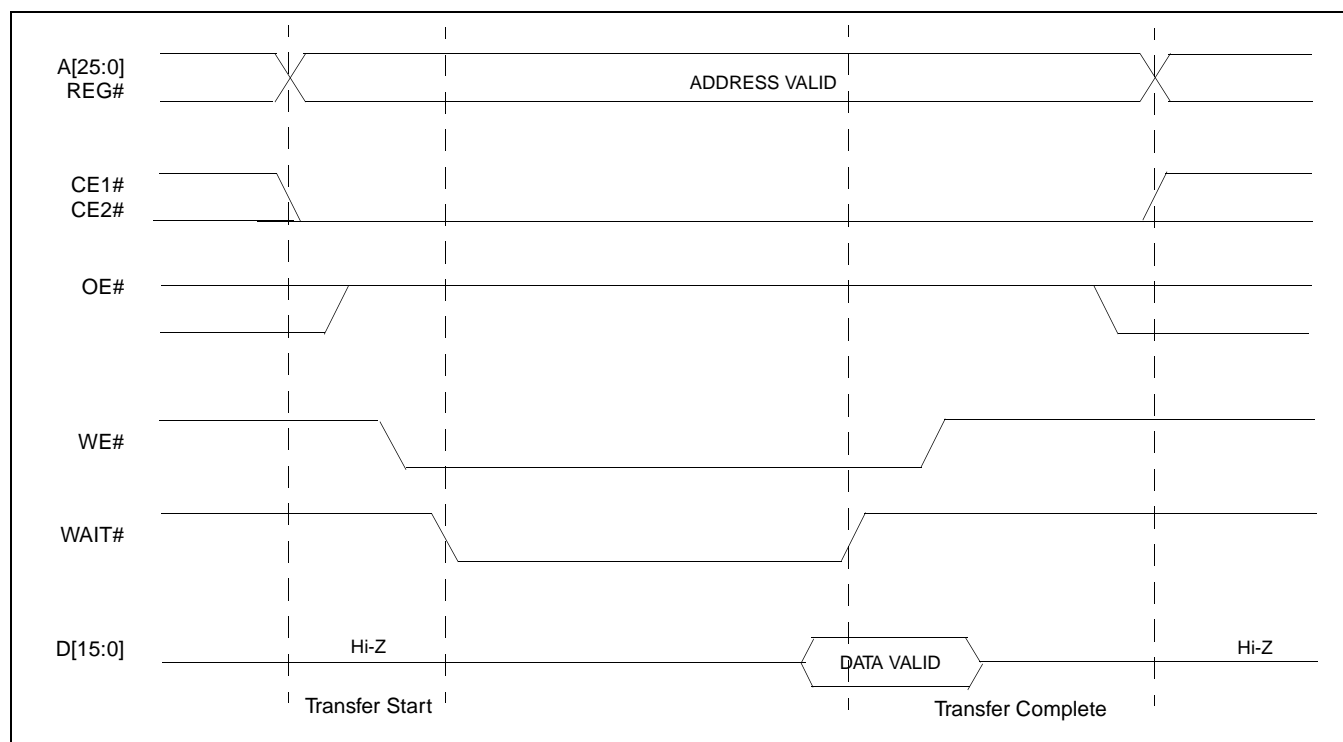 A[25:0]
REG#
ADDRESS VALID
CE1#
CE2#
OE#
WE#
WAIT#
D[15:0]
Hi-Z
DATA VALID
Hi-Z
Transfer Start
Transfer Complete